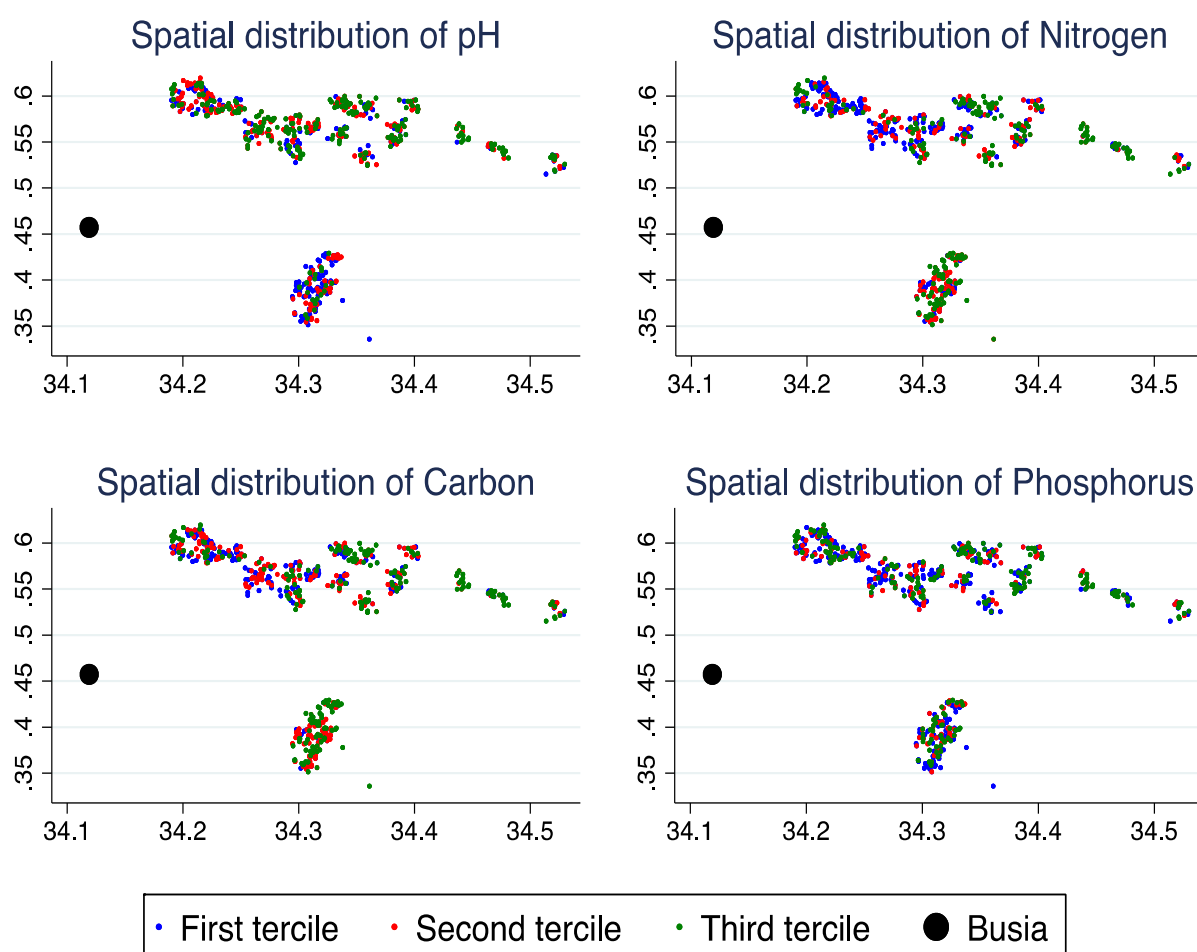 Spatial distribution of pH
.6
.55
.5
.45
.4
.35
34.1 34.2 34.3 34.4 34.5
Spatial distribution of Nitrogen
.6
.55
.5
.45
.4
.35
34.1 34.2 34.3 34.4 34.5
Spatial distribution of Carbon
.6
.55
.5
.45
.4
.35
34.1 34.2 34.3 34.4 34.5
Spatial distribution of Phosphorus
.6
.55
.5
.45
.4
.35
34.1 34.2 34.3 34.4 34.5
First tercile Second tercile Third tercile Busia